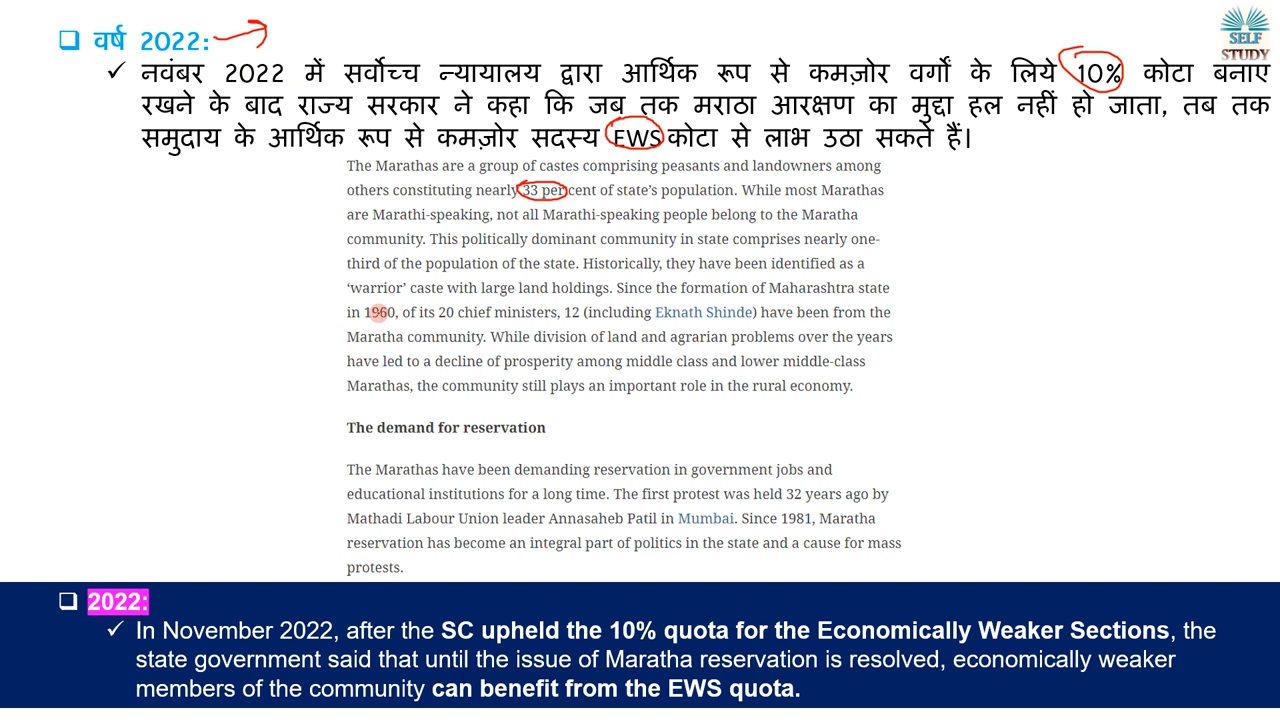 वर्ष 2022:
SELF
STUDY
नवंबर 2022 में सर्वोच्च न्यायालय द्वारा आर्थिक रूप से कमज़ोर वर्गों के लिये 10% कोटा बनाए
रखने के बाद राज्य सरकार ने कहा कि जब तक मराठा आरक्षण का मुद्दा हल नहीं हो जाता, तब तक
समुदाय के आर्थिक रूप से कमज़ोर सदस्य EWS कोटा से लाभ उठा सकते हैं।
The Marathas are a group of castes comprising peasants and landowners among
others constituting nearly 33 per cent of state's population. While most Marathas
are Marathi-speaking, not all Marathi-speaking people belong to the Maratha
community. This politically dominant community in state comprises nearly one-
third of the population of the state. Historically, they have been identified as a
‘warrior’ caste with large land holdings. Since the formation of Maharashtra state
in 1960, of its 20 chief ministers, 12 (including Eknath Shinde) have been from the
Maratha community. While division of land and agrarian problems over the years
have led to a decline of prosperity among middle class and lower middle-class
Marathas, the community still plays an important role in the rural economy.
The demand for reservation
The Marathas have been demanding reservation in government jobs and
educational institutions for a long time. The first protest was held 32 years ago by
Mathadi Labour Union leader Annasaheb Patil in Mumbai. Since 1981, Maratha
reservation has become an integral part of politics in the state and a cause for mass
protests.
2022:
In November 2022, after the SC upheld the 10% quota for the Economically Weaker Sections, the
state government said that until the issue of Maratha reservation is resolved, economically weaker
members of the community can benefit from the EWS quota.